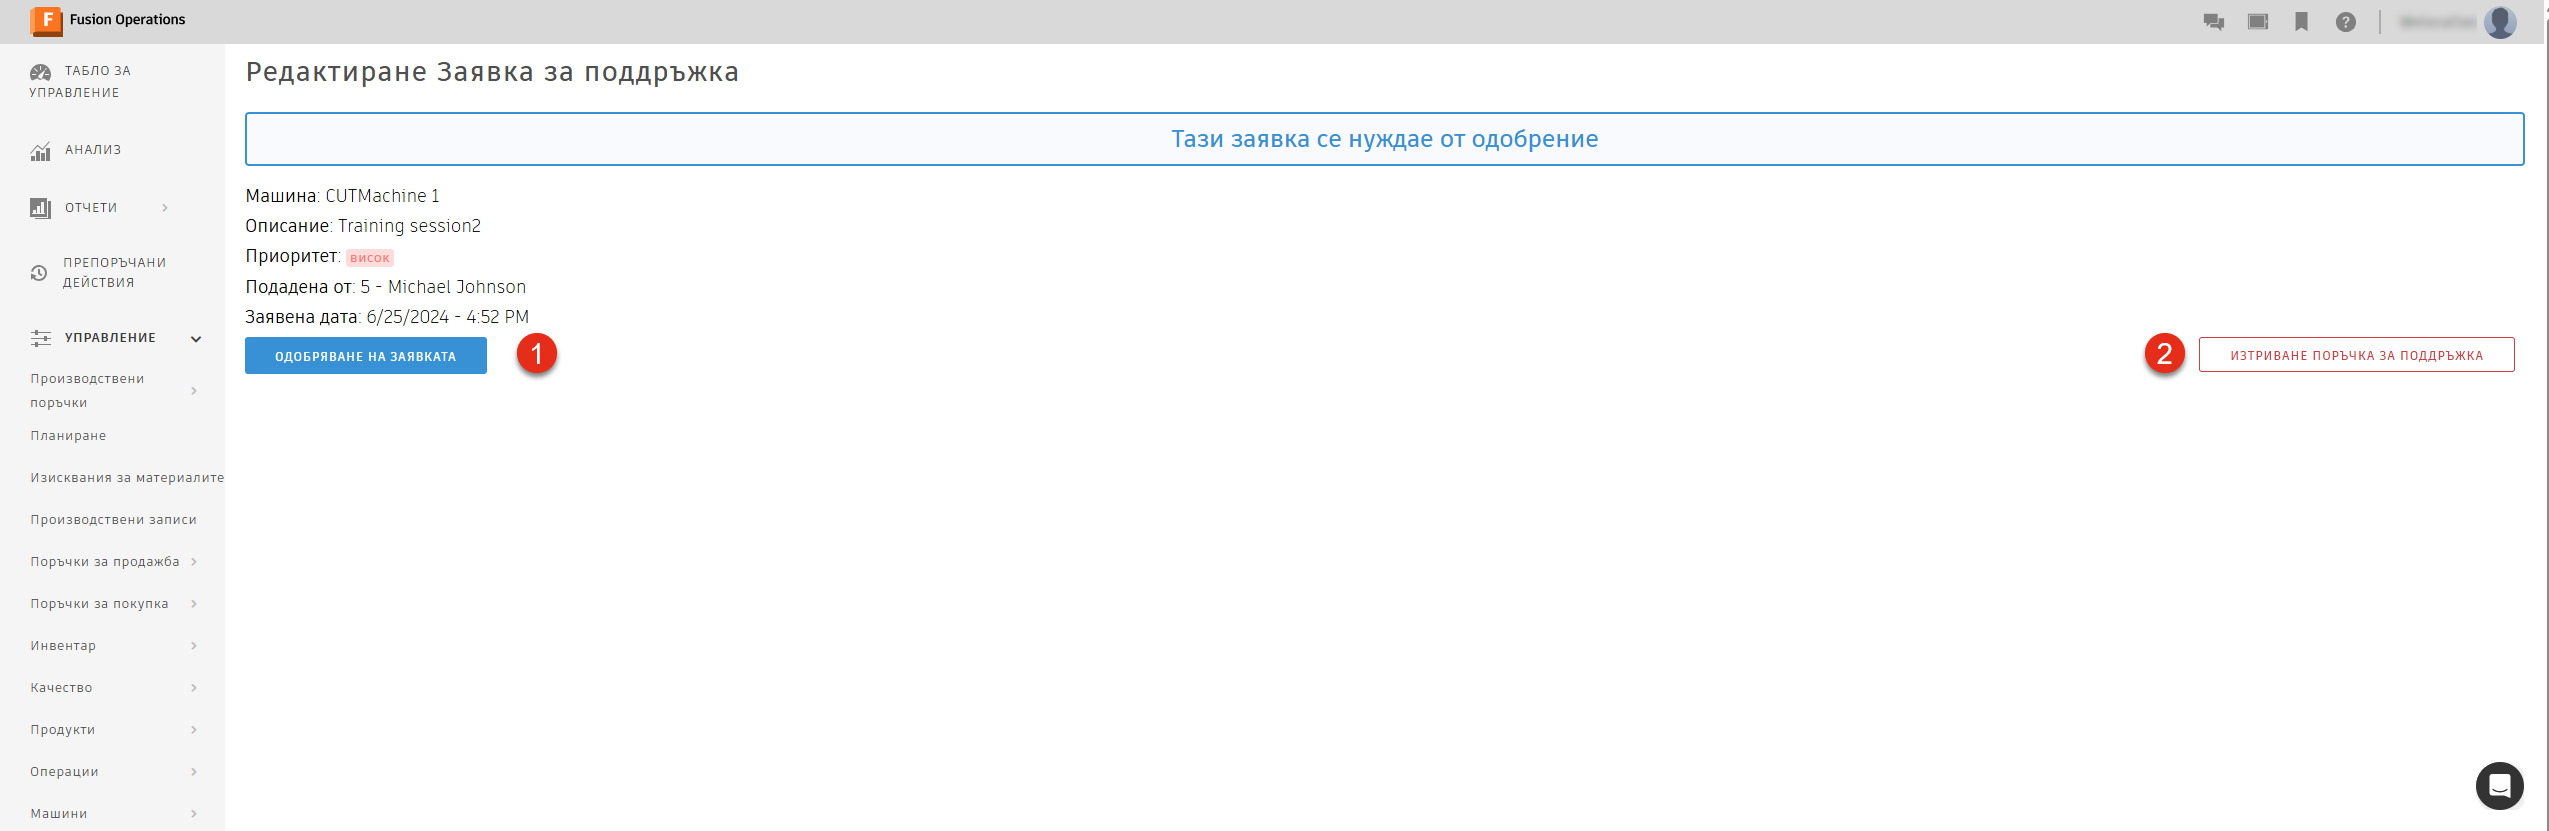 Fusion Operations
ТАБЛО ЗА
УПРАВЛЕНИЕ
АНАЛИЗ
ОТЧЕТИ
ПРЕПОРЪЧАНИ
ДЕЙСТВИЯ
УПРАВЛЕНИЕ
Производствени
поръчки
Планиране
Изисквания за материалите
Производствени записи
Поръчки за продажба
Поръчки за покупка
Инвентар
Качество
Продукти
Операции
Машини
Редактиране Заявка за поддръжка
Тази заявка се нуждае от одобрение
Машина: CUTMachine 1
Описание: Training session2
Приоритет: висок
Подадена от: 5 - Michael Johnson
Заявена дата: 6/25/2024 - 4:52 PM
ОДОБРЯВАНЕ НА ЗАЯВКАТА
1
2
ИЗТРИВАНЕ ПОРЪЧКА ЗА ПОДДРЪЖКА